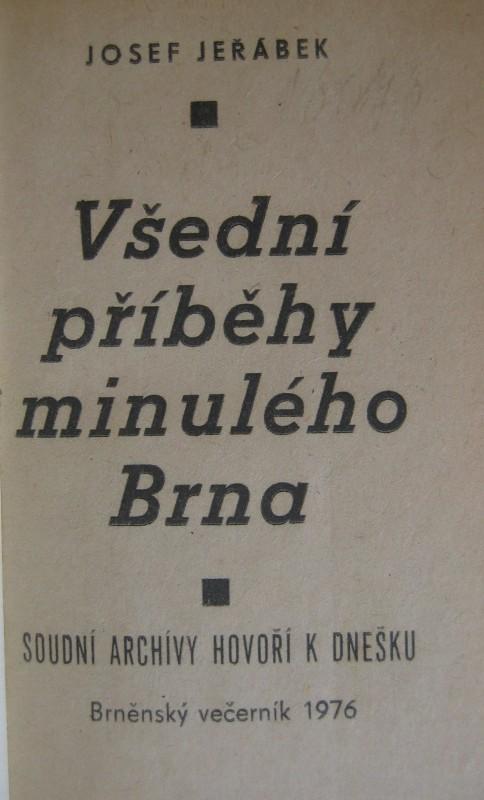 JOSEF JEŘÁBEK
Všední
příběhy
minulého
Brna
SOUDNÍ ARCHÍVY HOVOŘÍ K DNEŠKU
Brněnský večerník 1976